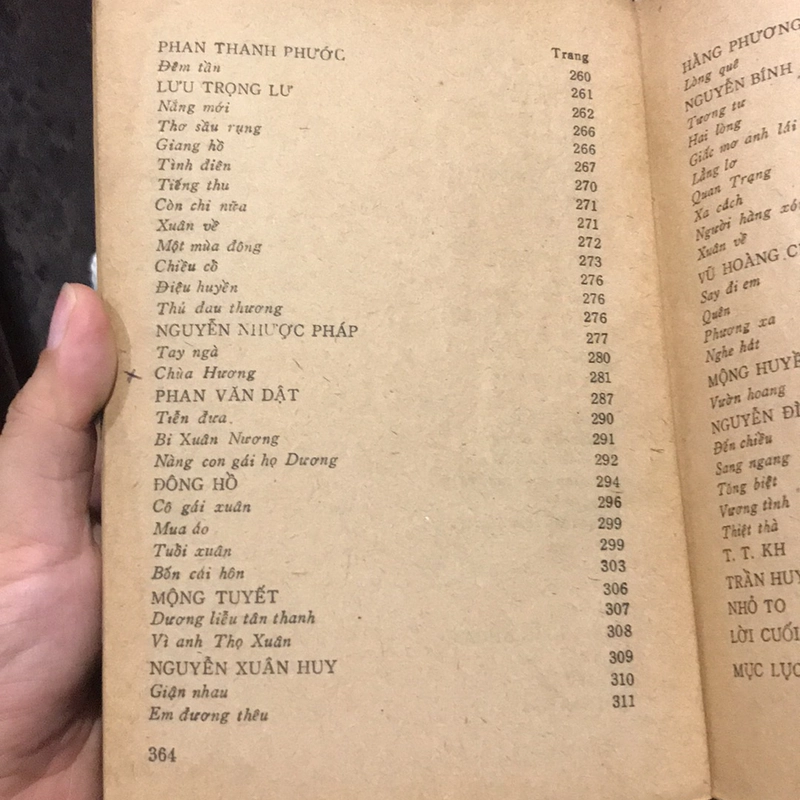 Trang
PHAN THANH PHƯỚC 260
Đêm tần 261
LƯU TRỌNG LƯ 262
Nắng mới 266
Thơ sầu rụng 266
Giang hồ 267
Tình điên 270
Tiếng thu 271
Còn chi nữa 271
Xuân về 272
Một mùa đông 273
Chiều cổ 276
Điệu huyền 276
Thú đau thương 276
NGUYỄN NHƯỢC PHÁP 277
Tay ngà 280
Chùa Hương 281
PHAN VĂN DẬT 287
Tiễn đưa 290
Bi Xuân Nương 291
Nàng con gái họ Dương 292
ĐÔNG HỒ 294
Cô gái xuân 296
Mua áo 299
Tuổi xuân 299
Bốn cái hôn 303
MỘNG TUYẾT 306
Dương liễu tân thanh 307
Vì anh Thọ Xuân 308
NGUYỄN XUÂN HUY 309
Giận nhau 310
Em đương thêu 311
364
HẰNG PHƯƠNG
Lòng quê
NGUYỄN BÍNH
Tương tư
Hai lòng
Giấc mơ anh lái
Lẳng lơ
Quan Trạng
Xa cách
Người hàng xó
Xuân về
VŨ HOÀNG C
Say đi em
Quên
Phương xa
Nghe hát
MỘNG HUYỀ
Vườn hoang
NGUYỄN ĐÌ
Đến chiều
Sang ngang
Tống biệt
Vương tình
Thiệt thà
T. T. KH
TRẦN HUY
NHỎ TO
LỜI CUỐI
MỤC LỤC